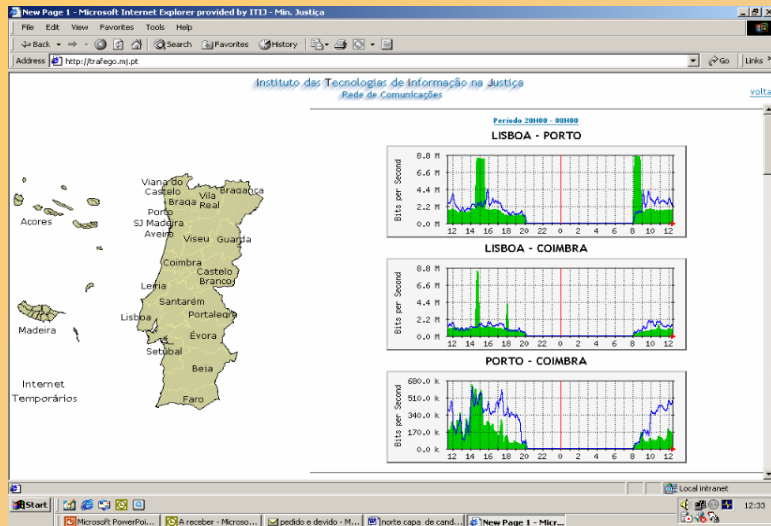 New Page 1 - Microsoft Internet Explorer provided by ITIJ - Min. Justiça
File Edit View Favorites Tools Help
Back Search Favorites History
Address http://trafego.mj.pt Go Links »
Instituto das Tecnologias de Informação na Justiça
Rede de Comunicações
volta
Período 20H00 - 08H00
LISBOA - PORTO
Bits per Second
8.8 M
6.6 M
4.4 M
2.2 M
0.0 M
12 14 16 18 20 22 0 2 4 6 8 10 12
LISBOA - COIMBRA
Bits per Second
8.8 M
6.6 M
4.4 M
2.2 M
0.0 M
12 14 16 18 20 22 0 2 4 6 8 10 12
PORTO - COIMBRA
Bits per Second
680.0 k
510.0 k
340.0 k
170.0 k
0.0 k
12 14 16 18 20 22 0 2 4 6 8 10 12
Viana do
Castelo
Bragança
Braga
Vila
Real
Porto
SJ Madeira
Aveiro
Viseu
Guarda
Coimbra
Castelo
Branco
Leiria
Santarém
Lisboa
Portalegre
Évora
Setúbal
Beja
Faro
Acores
Madeira
Internet
Temporários
Local intranet
Start
12:33
Microsoft PowerPoi...
A receber - Microso...
pedido e devido - M...
norte capa de cand...
New Page 1 - Micr...